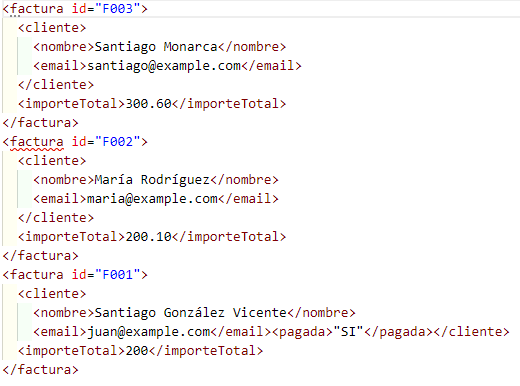 <factura id="F003">
<cliente>
<nombre>Santiago Monarca</nombre>
<email>santiago@example.com</email>
</cliente>
<importeTotal>300.60</importeTotal>
</factura>
<factura id="F002">
<cliente>
<nombre>María Rodríguez</nombre>
<email>maria@example.com</email>
</cliente>
<importeTotal>200.10</importeTotal>
</factura>
<factura id="F001">
<cliente>
<nombre>Santiago González Vicente</nombre>
<email>juan@example.com</email><pagada>"SI"</pagada></cliente>
<importeTotal>200</importeTotal>
</factura>